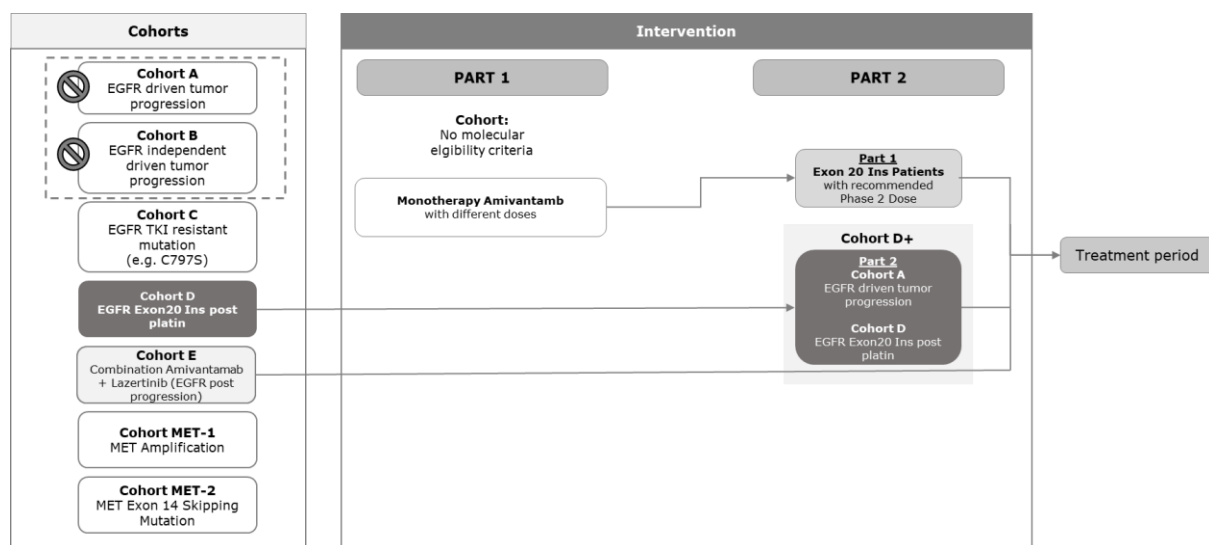 Cohorts
Cohort A
EGFR driven tumor
progression
Cohort B
EGFR independent
driven tumor
progression
Cohort C
EGFR TKI resistant
mutation
(e.g. C797S)
Cohort D
EGFR Exon20 Ins post
platin
Cohort E
Combination Amivantamab
+ Lazertinib (EGFR post
progression)
Cohort MET-1
MET Amplification
Cohort MET-2
MET Exon 14 Skipping
Mutation
Intervention
PART 1
Cohort:
No molecular
elgibility criteria
Monotherapy Amivantamb
with different doses
PART 2
Part 1
Exon 20 Ins Patients
with recommended
Phase 2 Dose
Cohort D+
Part 2
Cohort A
EGFR driven tumor
progression
Cohort D
EGFR Exon20 Ins post
platin
Treatment period